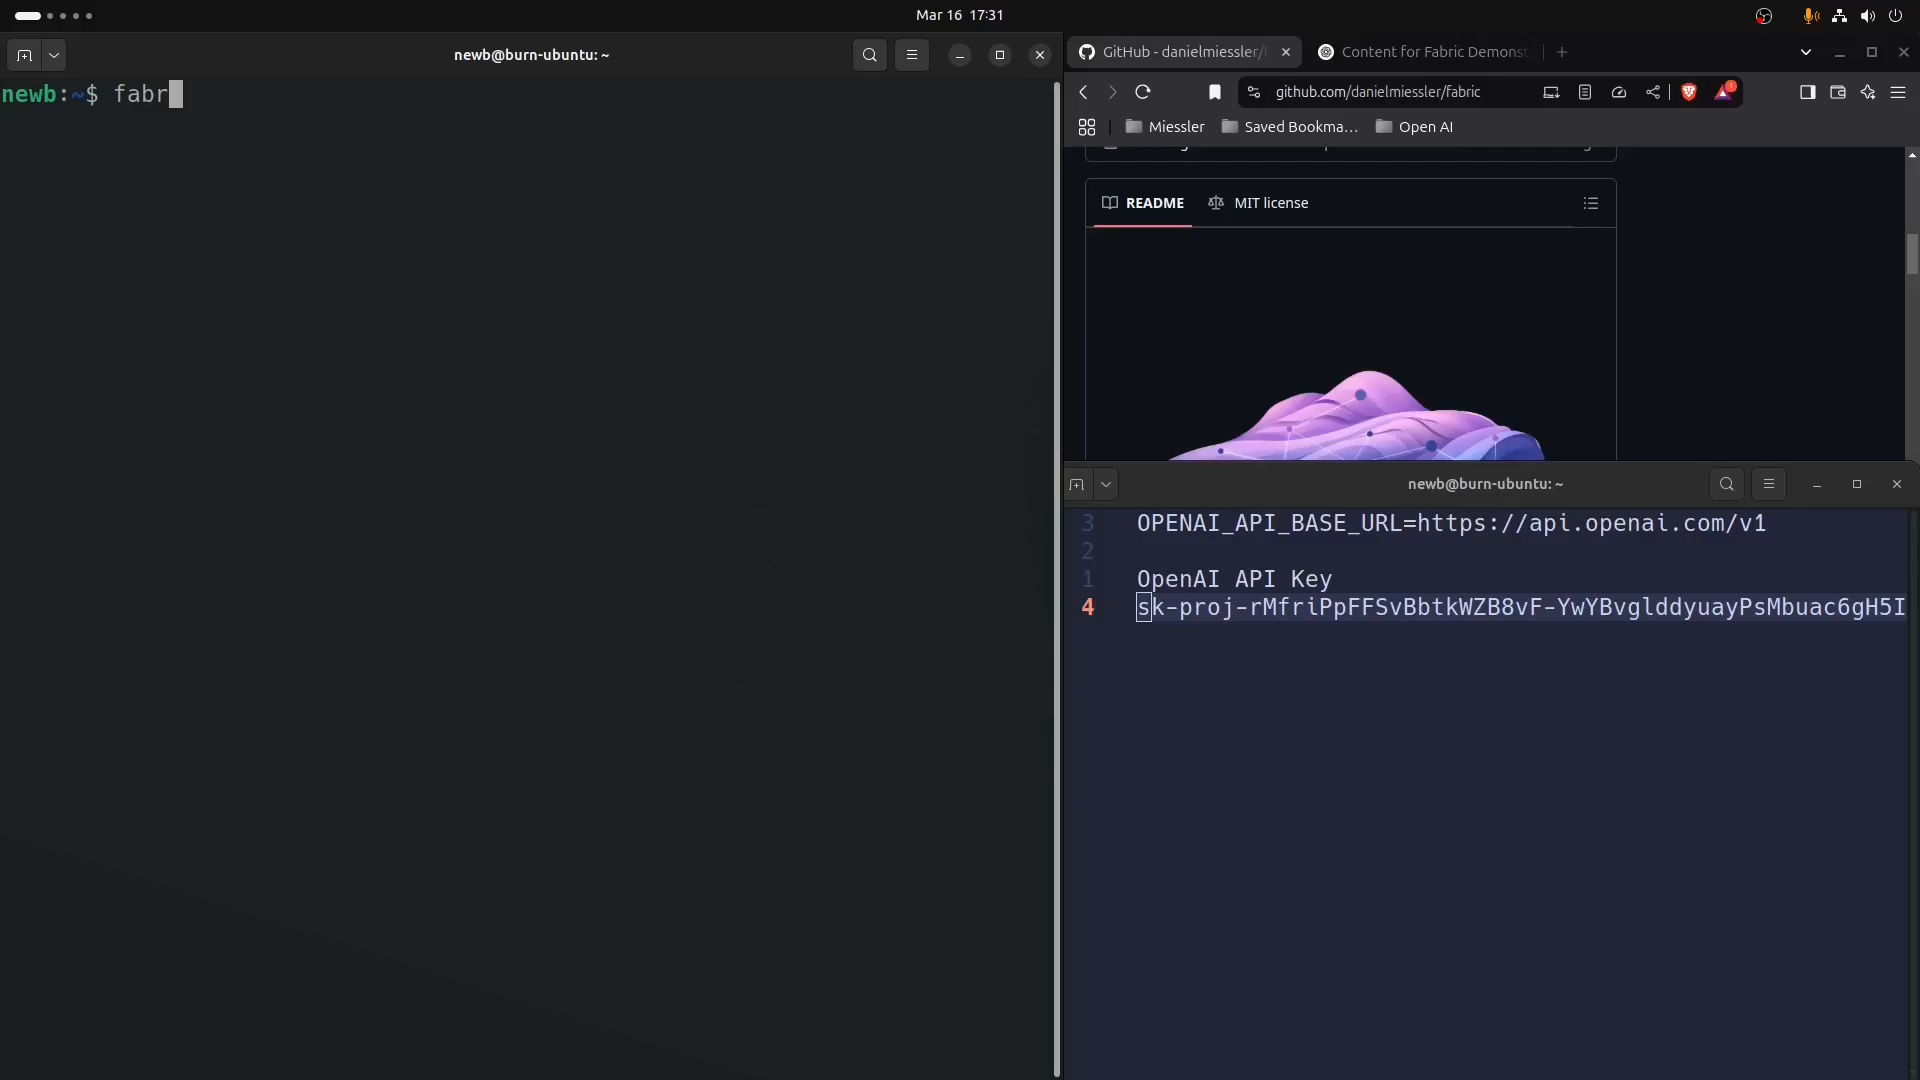 Mar 16 17:31
newb@burn-ubuntu: ~
newb:~$ fabr
GitHub - danielmiessler/
Content for Fabric Demonst
github.com/danielmiessler/fabric
1
Miessler
Saved Bookma…
Open AI
README
MIT license
newb@burn-ubuntu: ~
3 OPENAI_API_BASE_URL=https://api.openai.com/v1
2
1 OpenAI API Key
4 sk-proj-rMfriPpFFSvBbtkWZB8vF-YwYBvglddyuayPsMbuac6gH5I